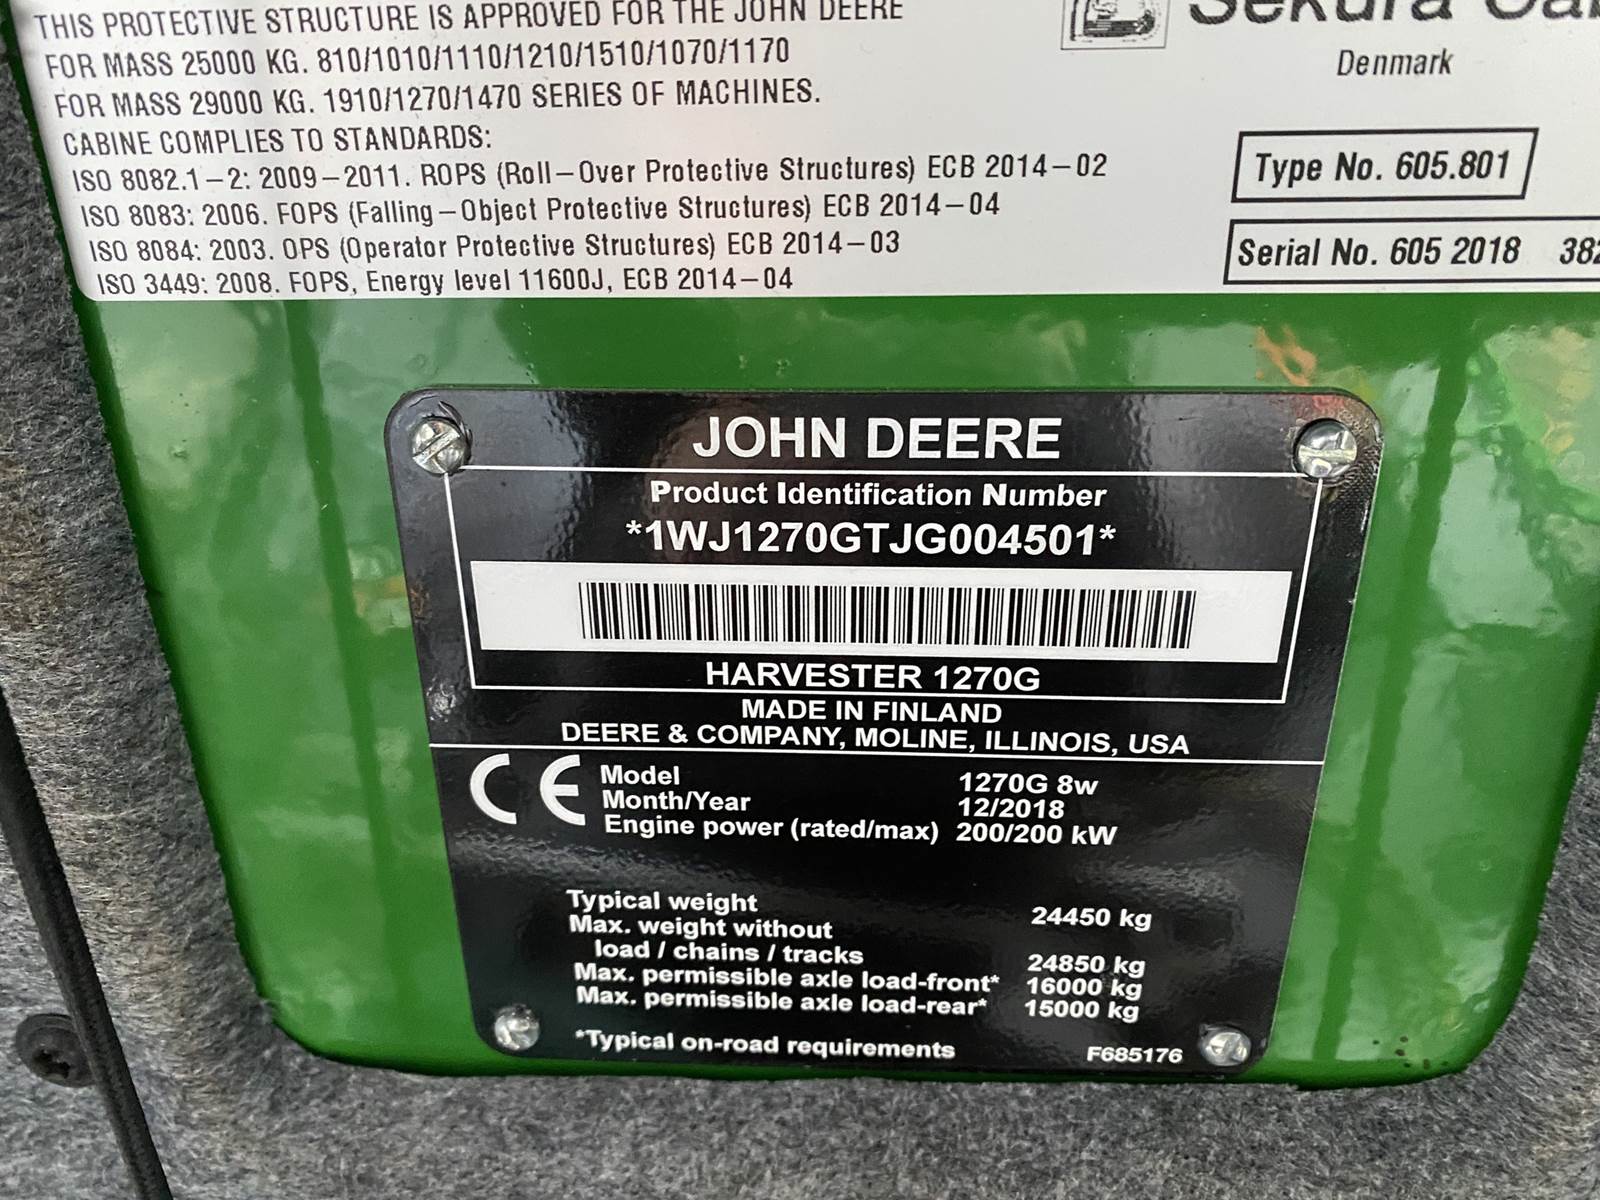 THIS PROTECTIVE STRUCTURE IS APPROVED FOR THE JOHN DEERE
FOR MASS 25000 KG. 810/1010/1110/1210/1510/1070/1170
FOR MASS 29000 KG. 1910/1270/1470 SERIES OF MACHINES.
CABINE COMPLIES TO STANDARDS:
ISO 8082.1-2: 2009-2011. ROPS (Roll-Over Protective Structures) ECB 2014-02
ISO 8083: 2006. FOPS (Falling-Object Protective Structures) ECB 2014-04
ISO 8084: 2003. OPS (Operator Protective Structures) ECB 2014-03
ISO 3449: 2008. FOPS, Energy level 11600J, ECB 2014-04
Sekura
Denmark
Type No. 605.801
Serial No. 605 2018
JOHN DEERE
Product Identification Number
*1WJ1270GTJG004501*
HARVESTER 1270G
MADE IN FINLAND
DEERE & COMPANY, MOLINE, ILLINOIS, USA
CE
Model 1270G 8w
Month/Year 12/2018
Engine power (rated/max) 200/200 kW
Typical weight 24450 kg
Max. weight without
load / chains / tracks 24850 kg
Max. permissible axle load-front* 16000 kg
Max. permissible axle load-rear* 15000 kg
*Typical on-road requirements F685176